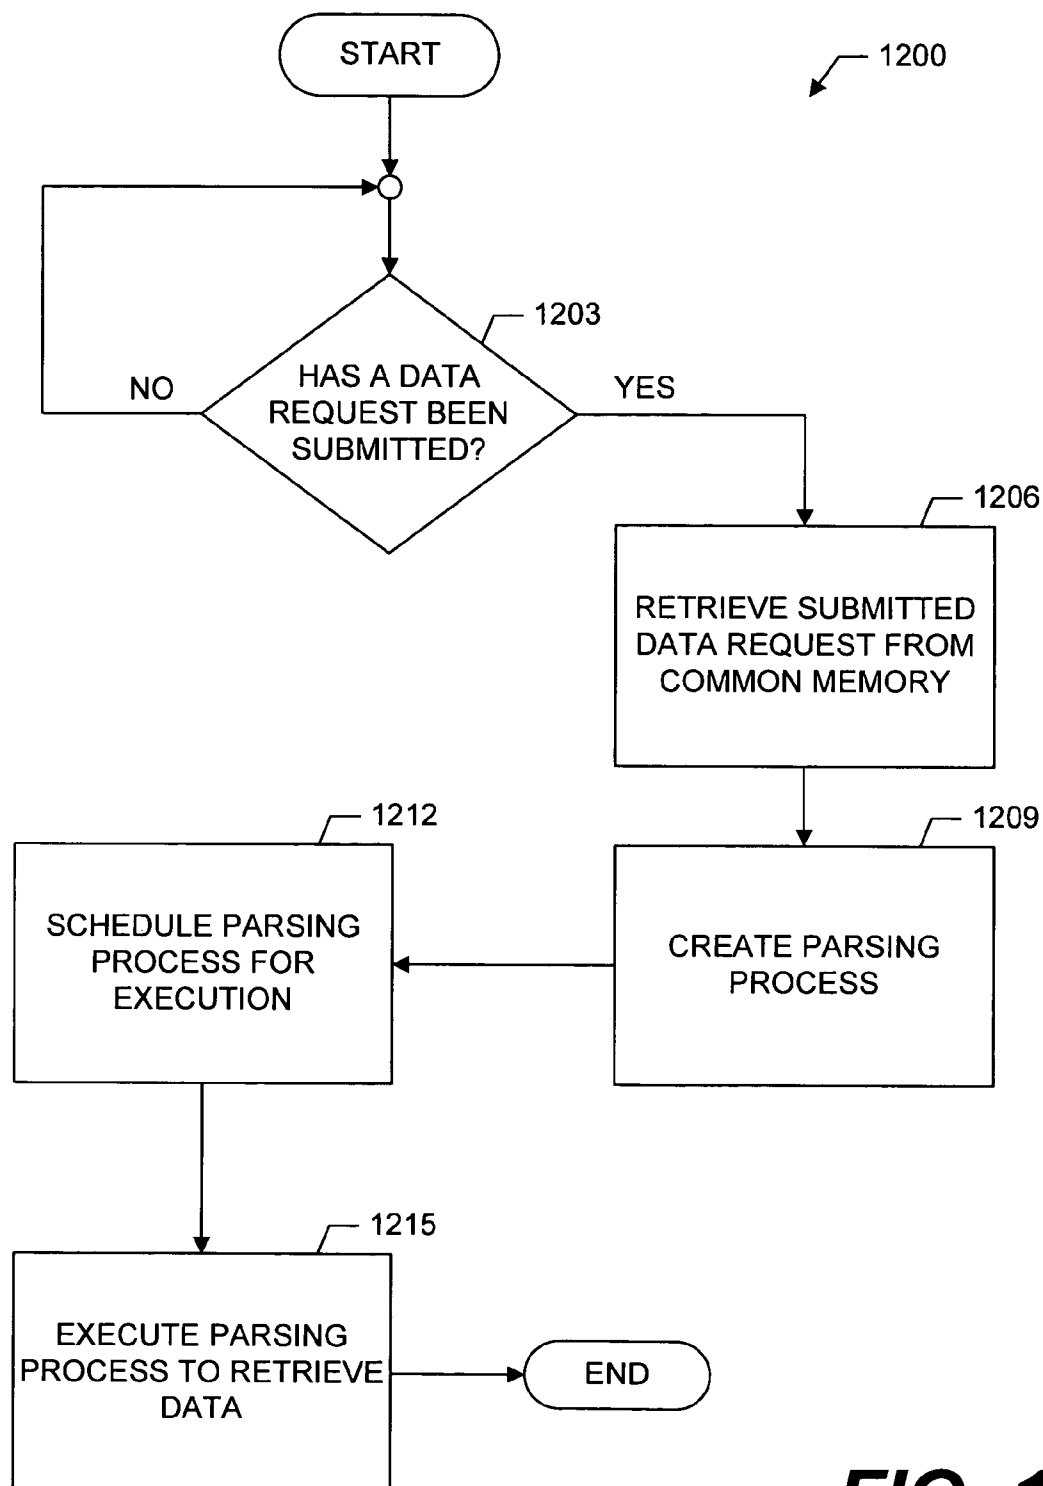 START
1200
1203
HAS A DATA
REQUEST BEEN
SUBMITTED?
NO
YES
1206
RETRIEVE SUBMITTED
DATA REQUEST FROM
COMMON MEMORY
1209
CREATE PARSING
PROCESS
1212
SCHEDULE PARSING
PROCESS FOR
EXECUTION
1215
EXECUTE PARSING
PROCESS TO RETRIEVE
DATA
END